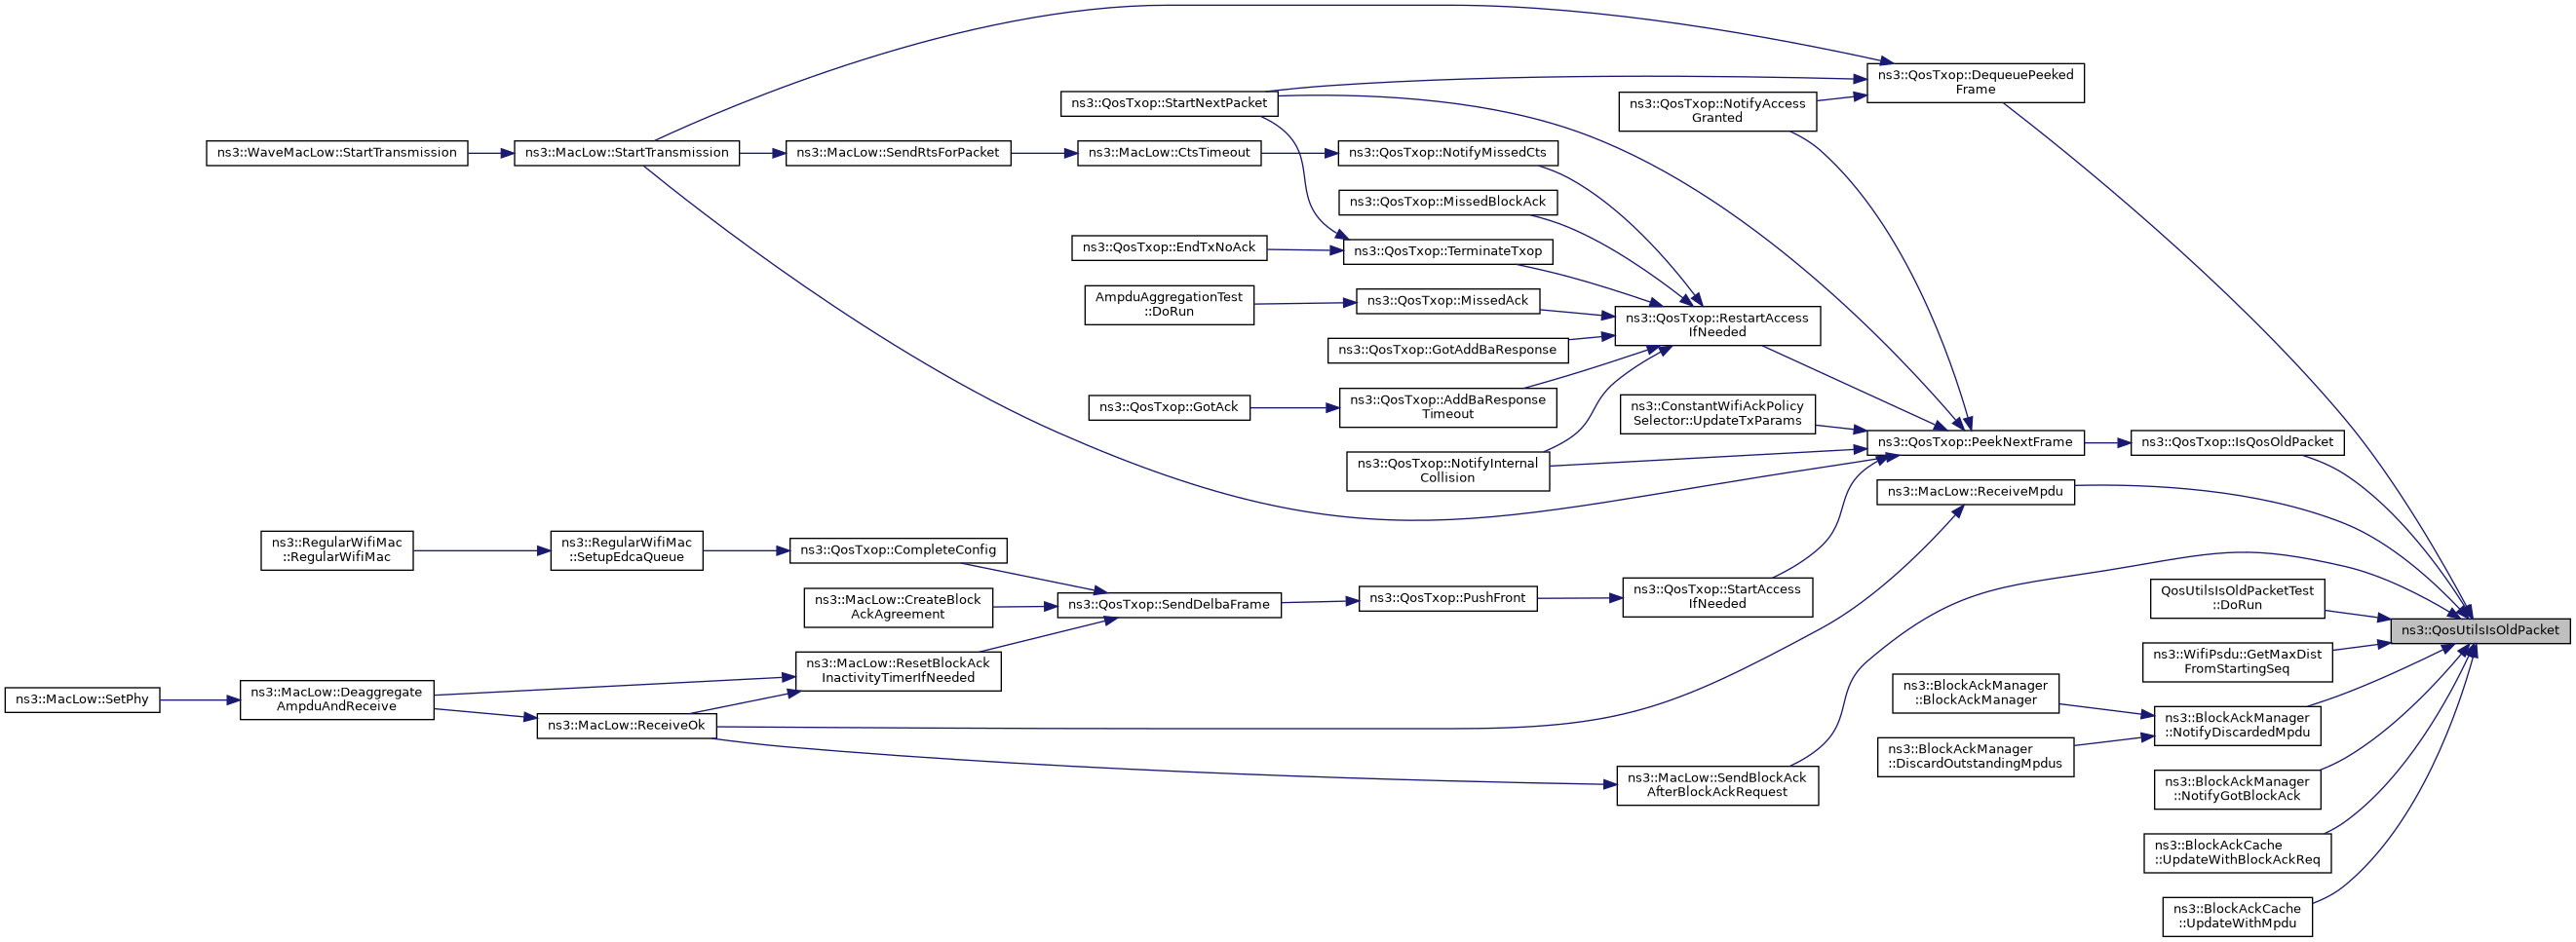 ns3::QosTxop::DequeuePeeked
Frame
ns3::QosTxop::StartNextPacket
ns3::QosTxop::NotifyAccess
Granted
ns3::WaveMacLow::StartTransmission
ns3::MacLow::StartTransmission
ns3::MacLow::SendRtsForPacket
ns3::MacLow::CtsTimeout
ns3::QosTxop::NotifyMissedCts
ns3::QosTxop::MissedBlockAck
ns3::QosTxop::EndTxNoAck
ns3::QosTxop::TerminateTxop
AmpduAggregationTest
::DoRun
ns3::QosTxop::MissedAck
ns3::QosTxop::RestartAccess
IfNeeded
ns3::QosTxop::GotAddBaResponse
ns3::QosTxop::GotAck
ns3::QosTxop::AddBaResponse
Timeout
ns3::ConstantWifiAckPolicy
Selector::UpdateTxParams
ns3::QosTxop::PeekNextFrame
ns3::QosTxop::IsQosOldPacket
ns3::QosTxop::NotifyInternal
Collision
ns3::MacLow::ReceiveMpdu
ns3::RegularWifiMac
::RegularWifiMac
ns3::RegularWifiMac
::SetupEdcaQueue
ns3::QosTxop::CompleteConfig
ns3::MacLow::CreateBlock
AckAgreement
ns3::QosTxop::SendDelbaFrame
ns3::QosTxop::PushFront
ns3::QosTxop::StartAccess
IfNeeded
QosUtilsIsOldPacketTest
::DoRun
ns3::QosUtilsIsOldPacket
ns3::WifiPsdu::GetMaxDist
FromStartingSeq
ns3::MacLow::ResetBlockAck
InactivityTimerIfNeeded
ns3::MacLow::SetPhy
ns3::MacLow::Deaggregate
AmpduAndReceive
ns3::MacLow::ReceiveOk
ns3::BlockAckManager
::BlockAckManager
ns3::BlockAckManager
::NotifyDiscardedMpdu
ns3::BlockAckManager
::DiscardOutstandingMpdus
ns3::MacLow::SendBlockAck
AfterBlockAckRequest
ns3::BlockAckManager
::NotifyGotBlockAck
ns3::BlockAckCache
::UpdateWithBlockAckReq
ns3::BlockAckCache
::UpdateWithMpdu